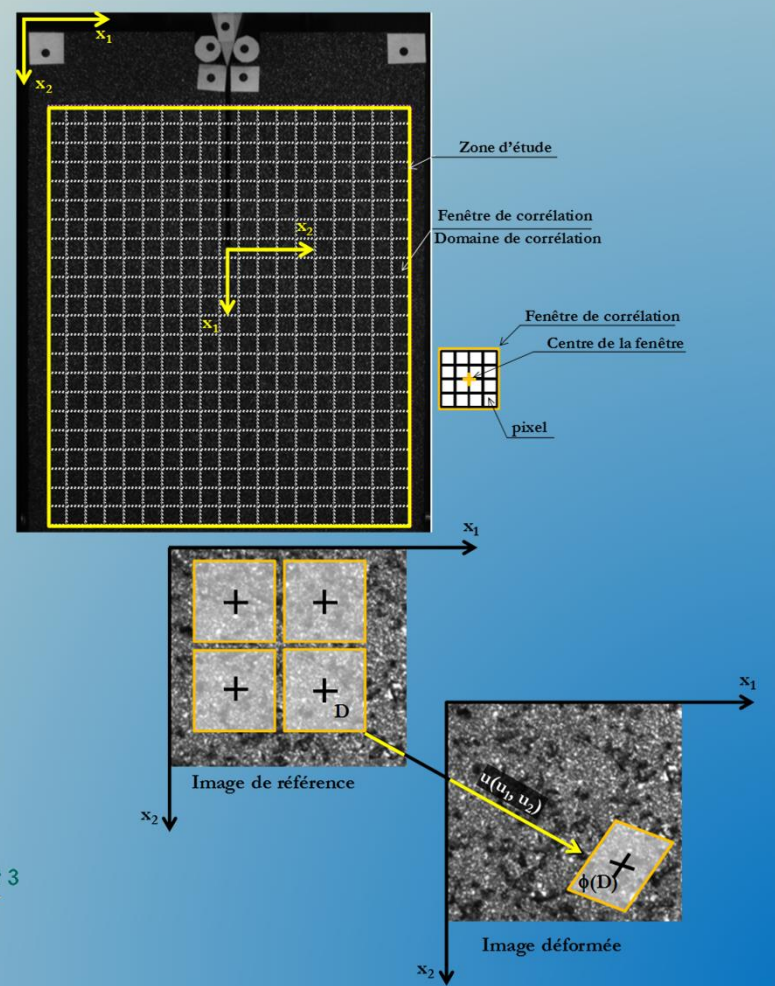 x₁
x₂
Zone d'étude
Fenêtre de corrélation
Domaine de corrélation
x₂
x₁
Fenêtre de corrélation
Centre de la fenêtre
pixel
x₁
D
Image de référence
x₂
x₁
u(u₁, u₂)
ϕ(D)
3
Image déformée
x₂